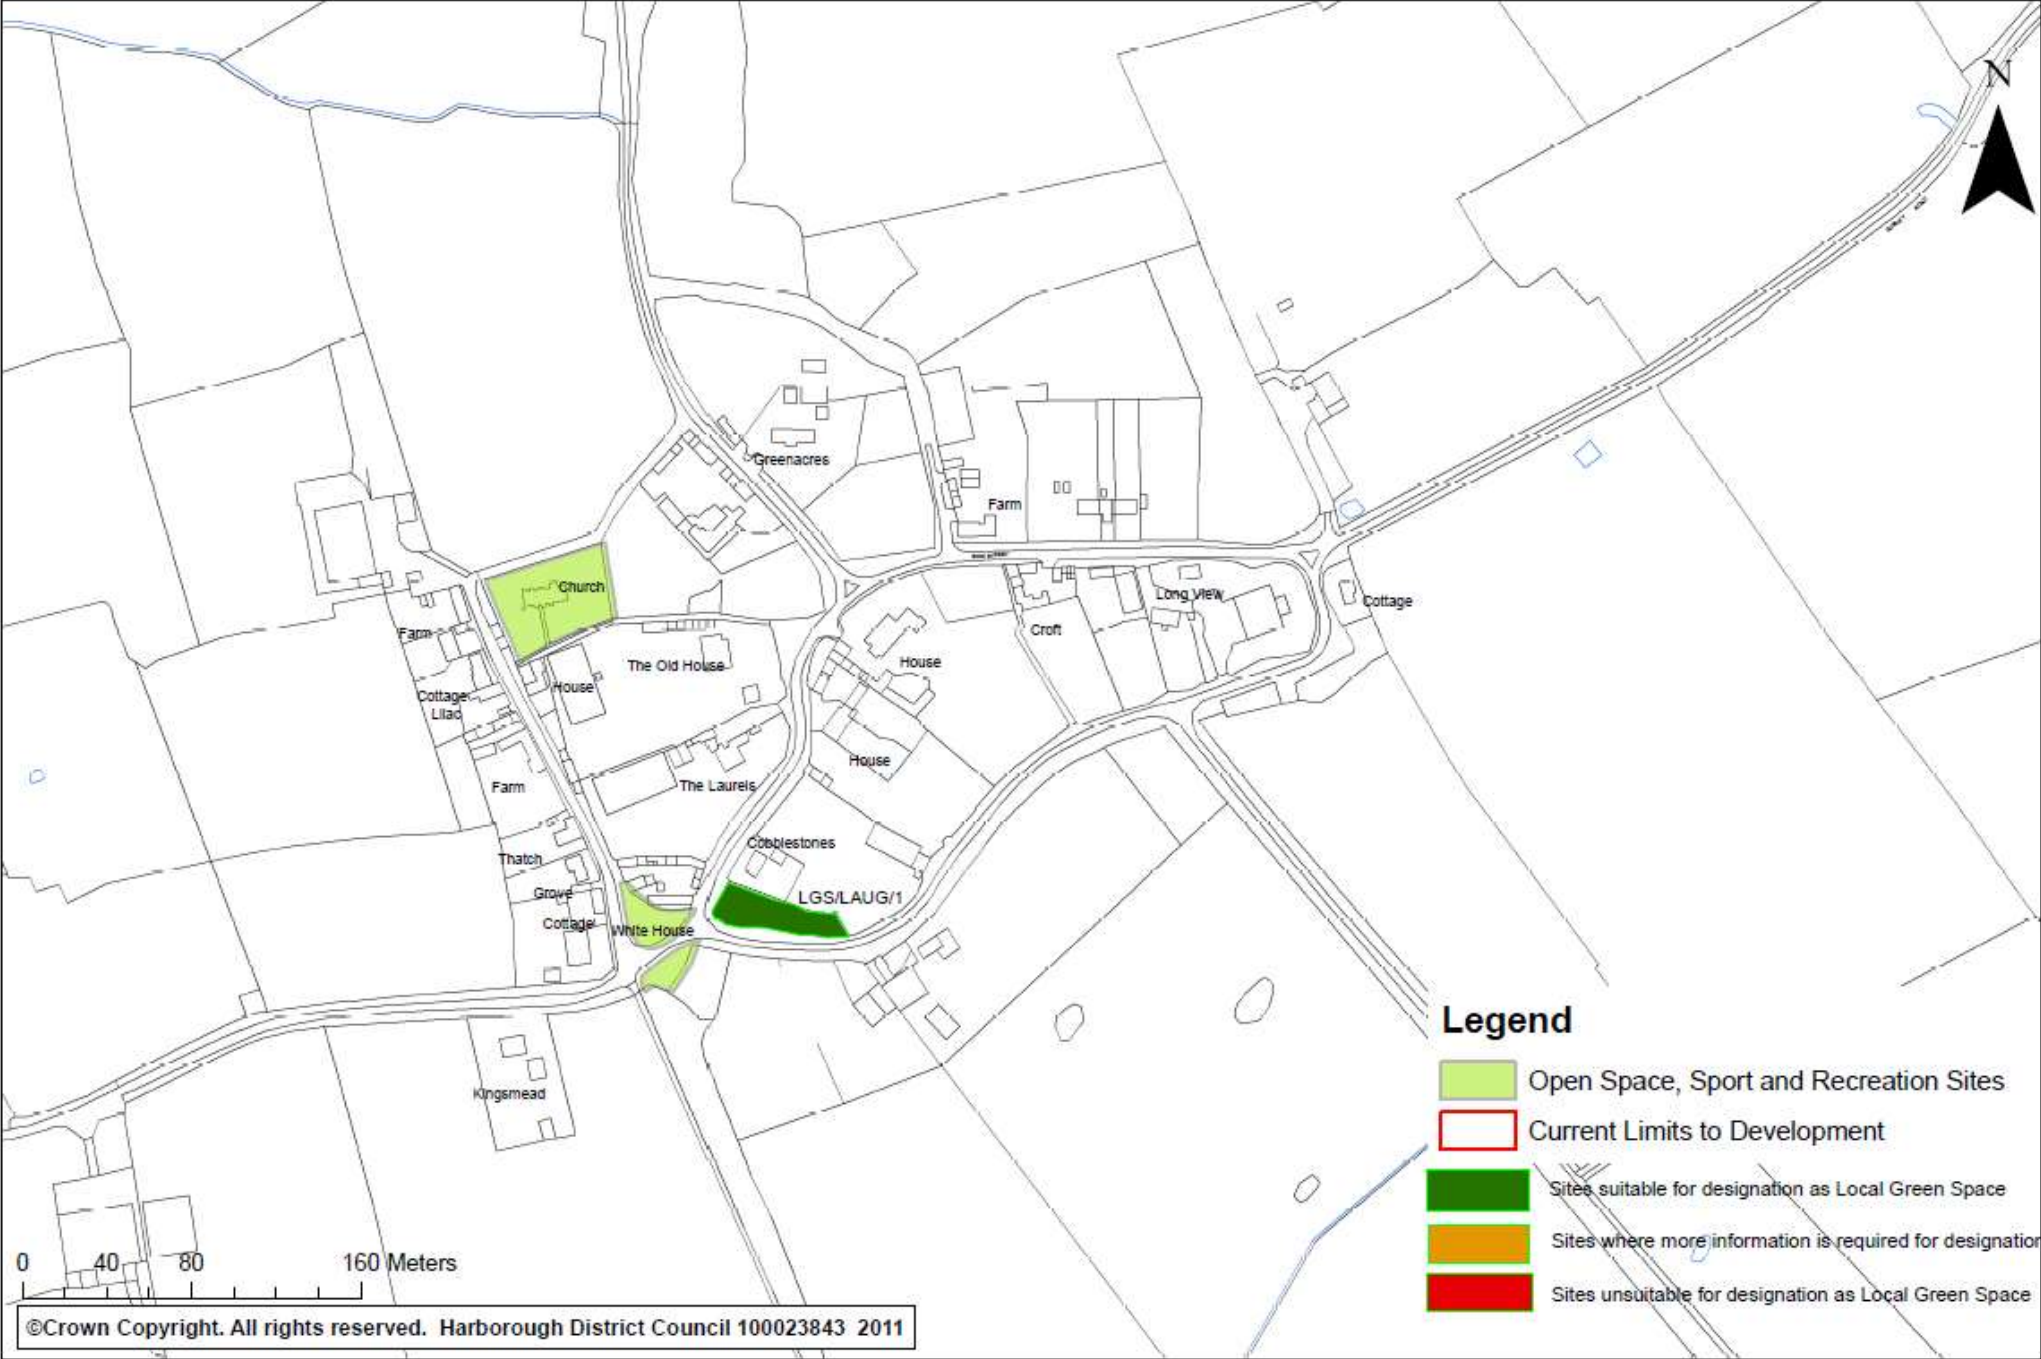 N
Greenacres
Farm
Church
Long View
Cottage
Farm
Croft
The Old House
House
House
Cottage
Lilac
House
Farm
The Laurels
Cobblestones
Thatch
Grove
LGS/LAUG/1
Cottage
White House
Kingsmead
Legend
Open Space, Sport and Recreation Sites
Current Limits to Development
Sites suitable for designation as Local Green Space
Sites where more information is required for designation
Sites unsuitable for designation as Local Green Space
0 40 80 160 Meters
©Crown Copyright. All rights reserved. Harborough District Council 100023843 2011